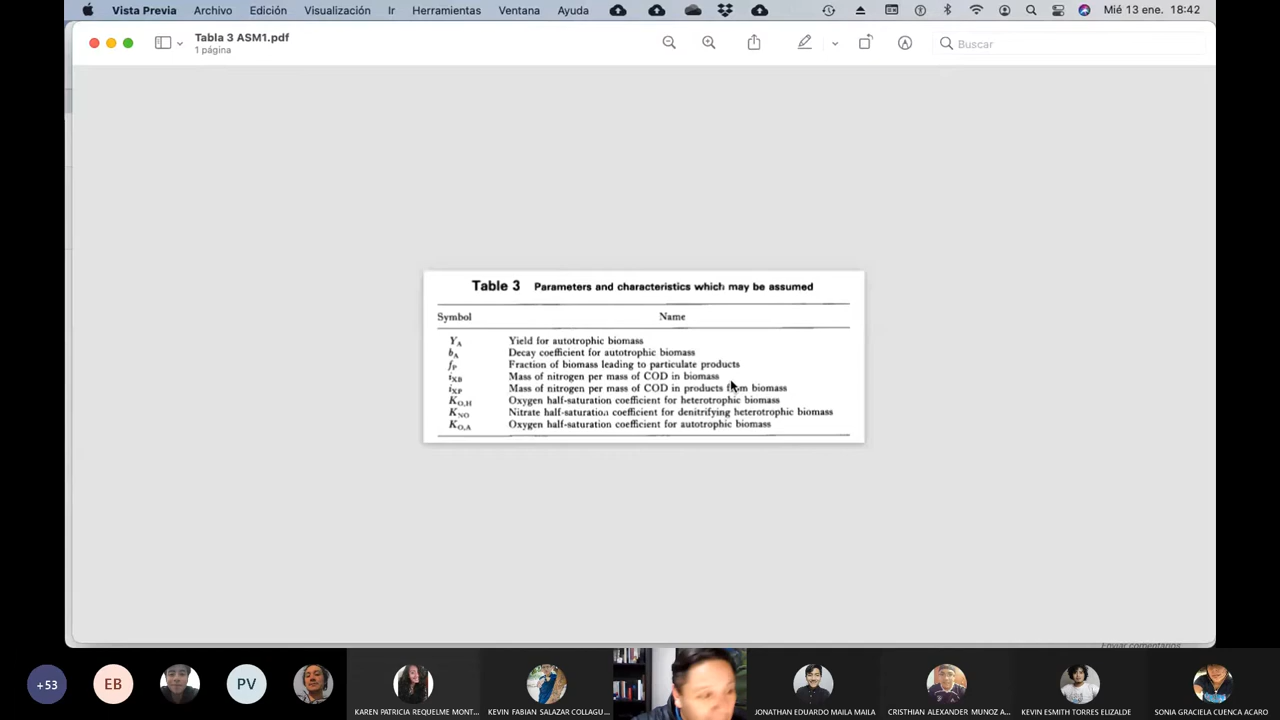 Vista Previa Archivo Edición Visualización Ir Herramientas Ventana Ayuda Mié 13 ene. 18:42
Tabla 3 ASM1.pdf
1 página
Buscar
Table 3 Parameters and characteristics which may be assumed
Symbol Name
Y_A Yield for autotrophic biomass
b_A Decay coefficient for autotrophic biomass
f_P Fraction of biomass leading to particulate products
i_XB Mass of nitrogen per mass of COD in biomass
i_XP Mass of nitrogen per mass of COD in products from biomass
K_O,H Oxygen half-saturation coefficient for heterotrophic biomass
K_NO Nitrate half-saturation coefficient for denitrifying heterotrophic biomass
K_O,A Oxygen half-saturation coefficient for autotrophic biomass
Enviar comentarios
+53 EB PV
KAREN PATRICIA REQUELME MONT... KEVIN FABIAN SALAZAR COLLAGU... JONATHAN EDUARDO MAILA MAILA CRISTHIAN ALEXANDER MUNOZ A... KEVIN ESMITH TORRES ELIZALDE SONIA GRACIELA CUENCA ACARO